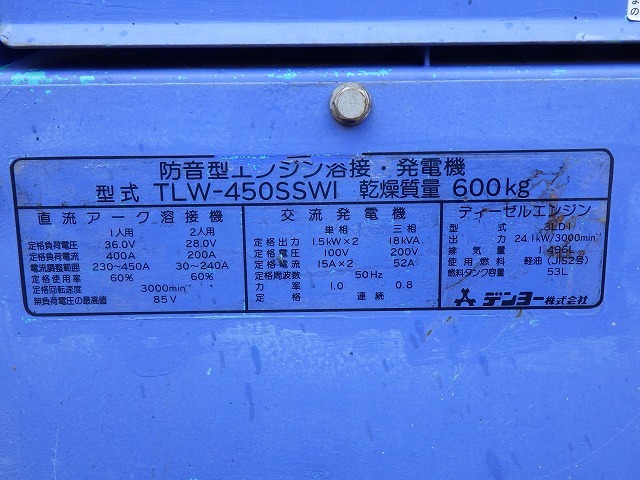 防音型エンジン溶接・発電機
型式 TLW-450SSWI 乾燥質量 600kg
直流アーク溶接機
1人用 2人用
定格負荷電圧 36.0V 28.0V
定格負荷電流 400A 200A
電流調整範囲 230~450A 30~240A
定格使用率 60% 60%
定格回転速度 3000min⁻¹
無負荷電圧の最高値 85V
交流発電機
単相 三相
定格出力 1.5kW×2 18kVA
定格電圧 100V 200V
定格電流 15A×2 52A
定格周波数 50Hz
力率 1.0 0.8
定格 連続
ディーゼルエンジン
型式 3LD1
出力 24.1kW/3000min⁻¹
排気量 1.496L
使用燃料 軽油(JIS2号)
燃料タンク容量 53L
デンヨー株式会社